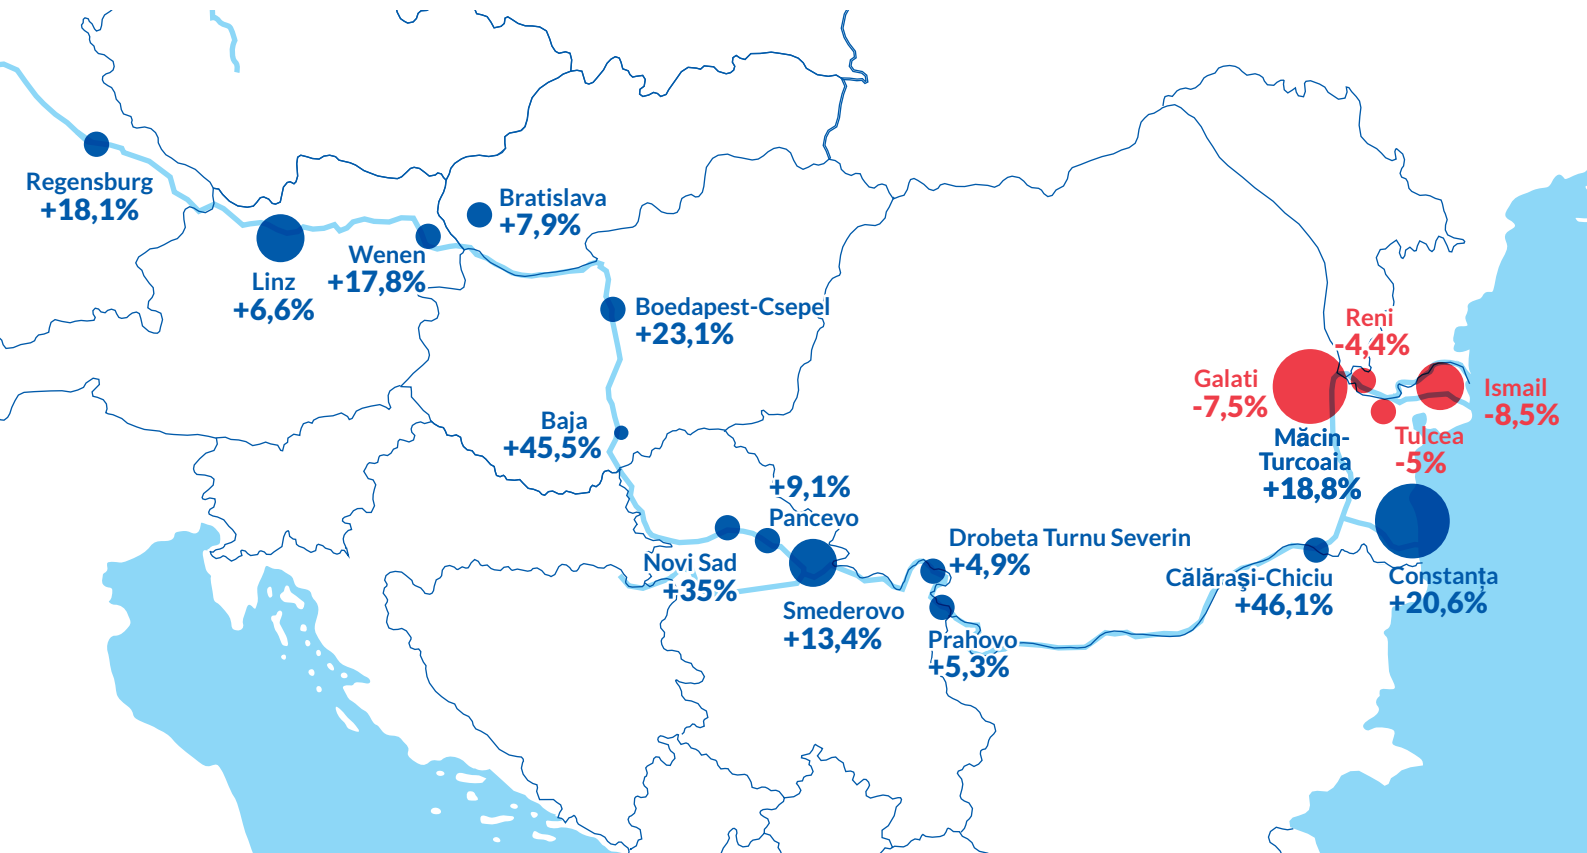 Regensburg
+18,1%
Linz
+6,6%
Wenen
+17,8%
Bratislava
+7,9%
Boedapest-Csepel
+23,1%
Baja
+45,5%
Novi Sad
+35%
+9,1%
Pancevo
Smederovo
+13,4%
Drobeta Turnu Severin
+4,9%
Prahovo
+5,3%
Călărași-Chiciu
+46,1%
Constanța
+20,6%
Măcin-
Turcoaia
+18,8%
Galati
-7,5%
Reni
-4,4%
Tulcea
-5%
Ismail
-8,5%